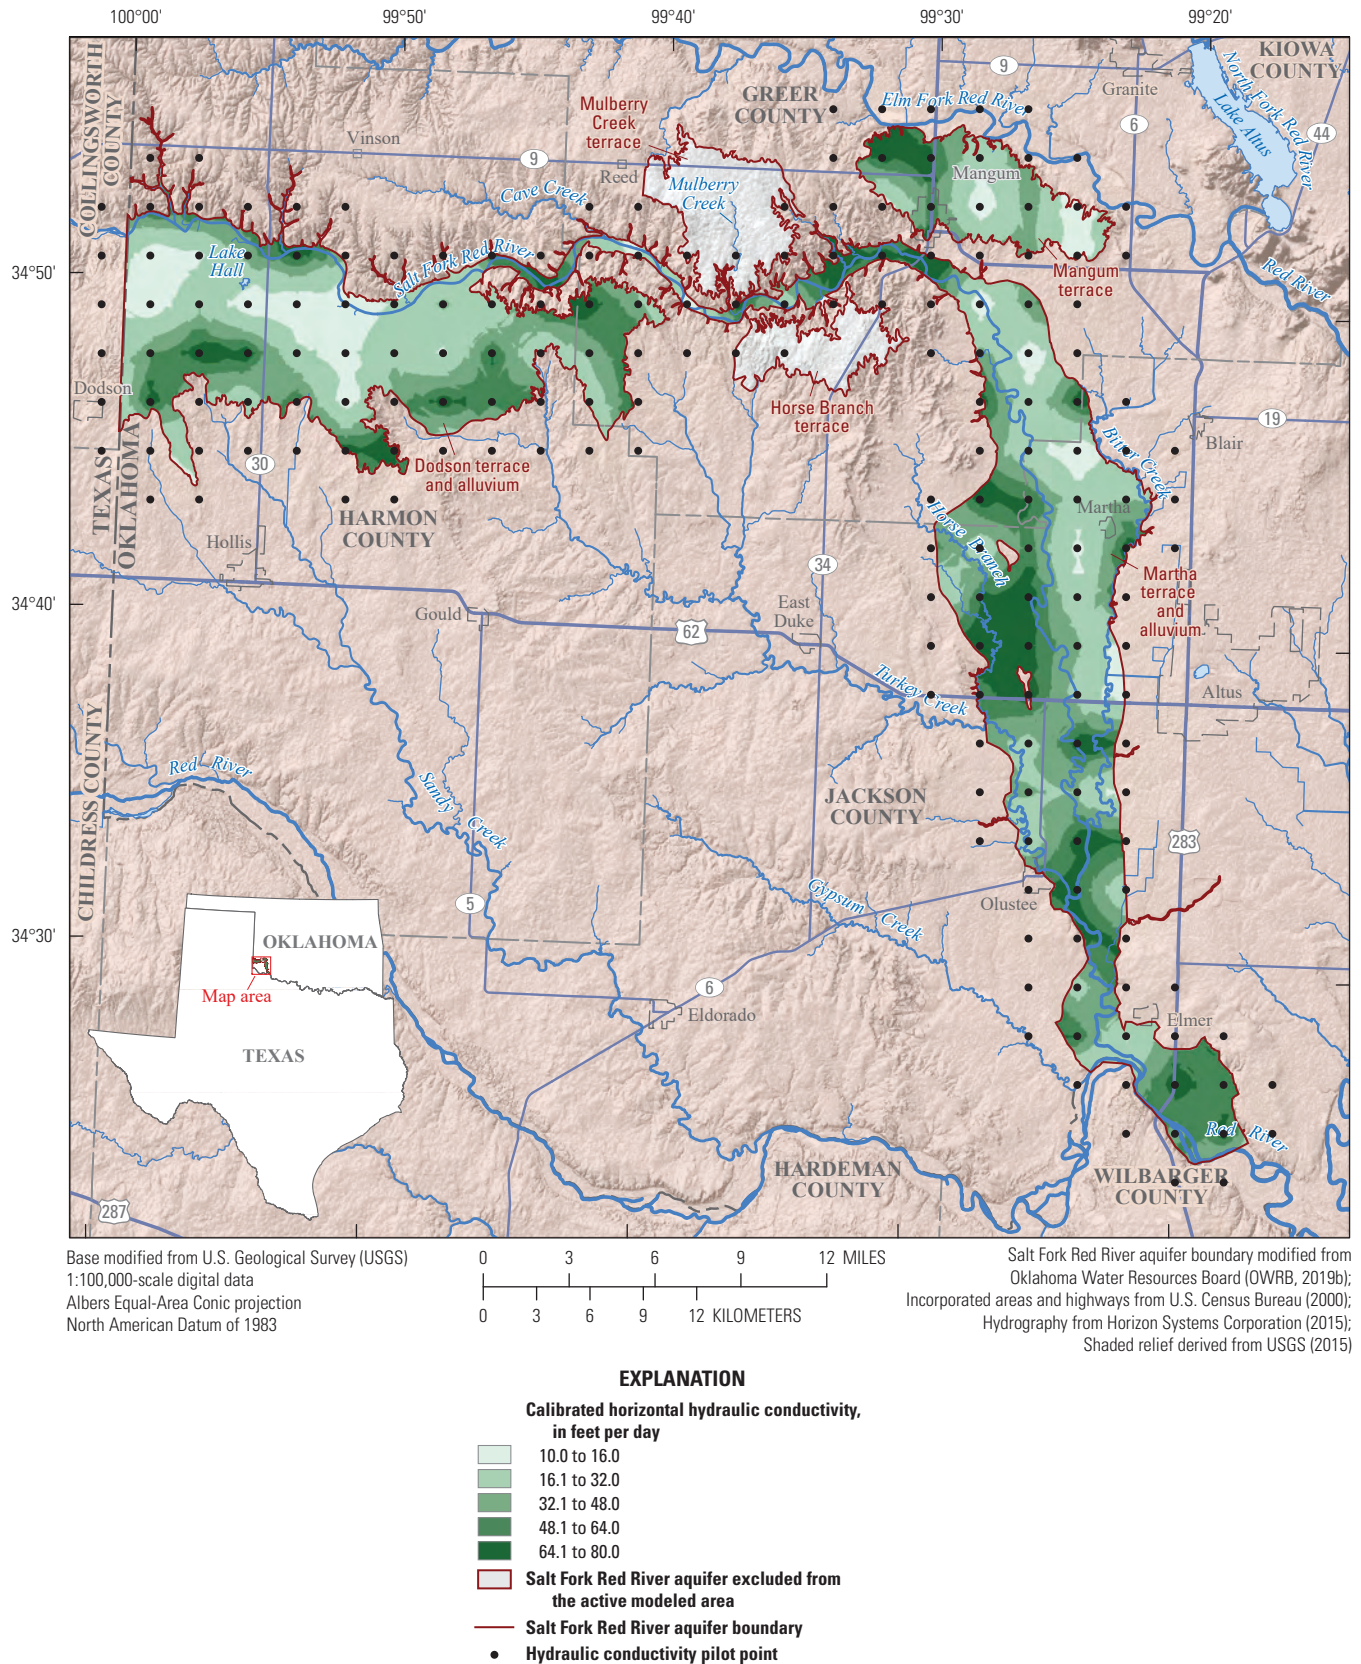 100°00'
99°50'
99°40'
99°30'
99°20'
COLLINGSWORTH
COUNTY
GREER
COUNTY
KIOWA
COUNTY
9
Granite
Elm Fork Red River
North Fork Red River
Lake Altus
6
44
Mulberry
Creek
terrace
Vinson
9
Reed
Mulberry
Creek
Cave Creek
Mangum
Lake
Hall
Salt Fork Red River
34°50'
Mangum
terrace
Red River
Dodson
Horse Branch
terrace
19
Blair
Bitter Creek
30
Dodson terrace
and alluvium
TEXAS
OKLAHOMA
HARMON
COUNTY
Martha
Horse Branch
Hollis
34
Martha
terrace
and
alluvium
34°40'
Gould
62
East
Duke
Turkey Creek
Altus
CHILDRESS COUNTY
Red River
Sandy Creek
JACKSON
COUNTY
283
5
Gypsum Creek
Olustee
34°30'
OKLAHOMA
Map area
TEXAS
6
Eldorado
Elmer
Red River
HARDEMAN
COUNTY
WILBARGER
COUNTY
287
Base modified from U.S. Geological Survey (USGS)
1:100,000-scale digital data
Albers Equal-Area Conic projection
North American Datum of 1983
0 3 6 9 12 MILES
0 3 6 9 12 KILOMETERS
Salt Fork Red River aquifer boundary modified from
Oklahoma Water Resources Board (OWRB, 2019b);
Incorporated areas and highways from U.S. Census Bureau (2000);
Hydrography from Horizon Systems Corporation (2015);
Shaded relief derived from USGS (2015)
EXPLANATION
Calibrated horizontal hydraulic conductivity,
in feet per day
10.0 to 16.0
16.1 to 32.0
32.1 to 48.0
48.1 to 64.0
64.1 to 80.0
Salt Fork Red River aquifer excluded from
the active modeled area
Salt Fork Red River aquifer boundary
Hydraulic conductivity pilot point